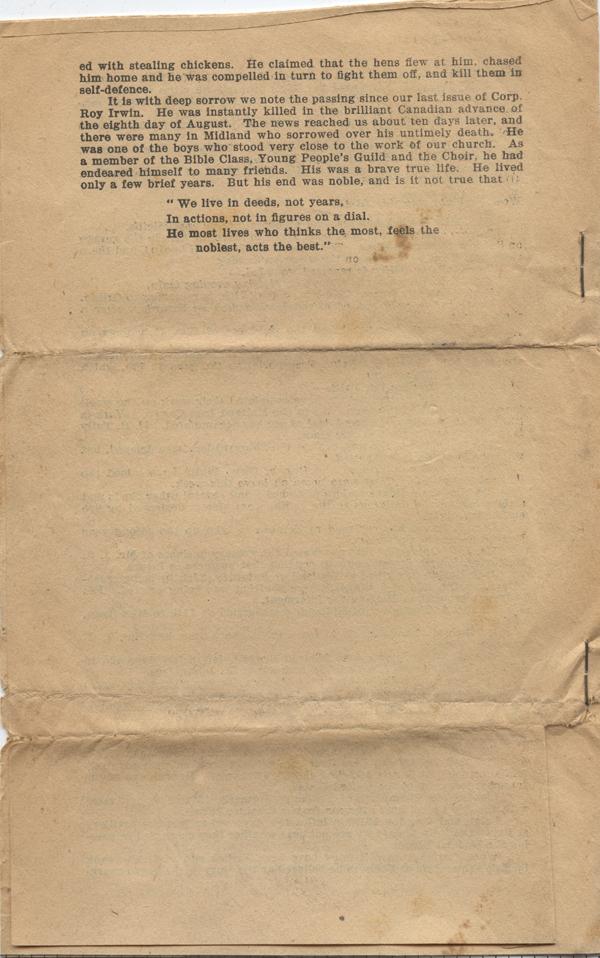 ed with stealing chickens. He claimed that the hens flew at him, chased
him home and he was compelled in turn to fight them off, and kill them in
self-defence.
It is with deep sorrow we note the passing since our last issue of Corp.
Roy Irwin. He was instantly killed in the brilliant Canadian advance of
the eighth day of August. The news reached us about ten days later, and
there were many in Midland who sorrowed over his untimely death. He
was one of the boys who stood very close to the work of our church. As
a member of the Bible Class, Young People's Guild and the Choir, he had
endeared himself to many friends. His was a brave true life. He lived
only a few brief years. But his end was noble, and is it not true that
" We live in deeds, not years,
In actions, not in figures on a dial.
He most lives who thinks the most, feels the
noblest, acts the best."